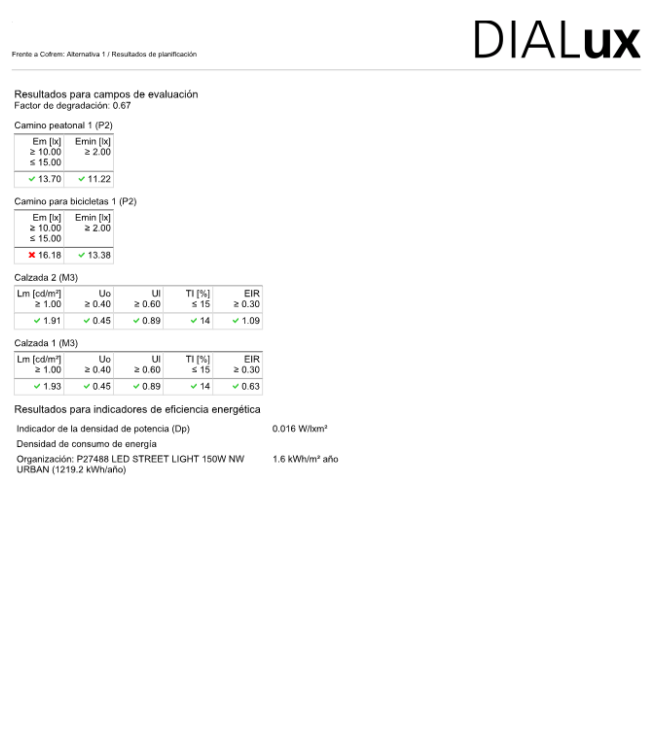 DIALux
Frente a Cofrem: Alternativa 1 / Resultados de planificación
Resultados para campos de evaluación
Factor de degradación: 0.67
Camino peatonal 1 (P2)
Em [lx] Emin [lx]
≥ 10.00 ≥ 2.00
≤ 15.00
✓ 13.70 ✓ 11.22
Camino para bicicletas 1 (P2)
Em [lx] Emin [lx]
≥ 10.00 ≥ 2.00
≤ 15.00
✖ 16.18 ✓ 13.38
Calzada 2 (M3)
Lm [cd/m²] Uo Ul TI [%] EIR
≥ 1.00 ≥ 0.40 ≥ 0.60 ≤ 15 ≥ 0.30
✓ 1.91 ✓ 0.45 ✓ 0.89 ✓ 14 ✓ 1.09
Calzada 1 (M3)
Lm [cd/m²] Uo Ul TI [%] EIR
≥ 1.00 ≥ 0.40 ≥ 0.60 ≤ 15 ≥ 0.30
✓ 1.93 ✓ 0.45 ✓ 0.89 ✓ 14 ✓ 0.63
Resultados para indicadores de eficiencia energética
Indicador de la densidad de potencia (Dp) 0.016 W/lxm²
Densidad de consumo de energía
Organización: P27488 LED STREET LIGHT 150W NW 1.6 kWh/m² año
URBAN (1219.2 kWh/año)